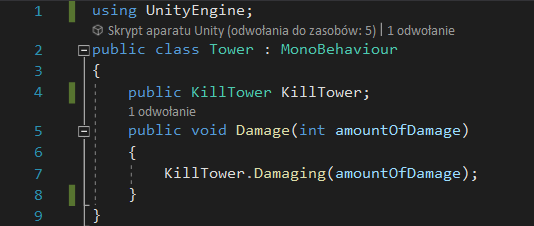 1 using UnityEngine;
Skrypt aparatu Unity (odwołania do zasobów: 5) | 1 odwołanie
2 public class Tower : MonoBehaviour
3 {
4 public KillTower KillTower;
1 odwołanie
5 public void Damage(int amountOfDamage)
6 {
7 KillTower.Damaging(amountOfDamage);
8 }
9 }